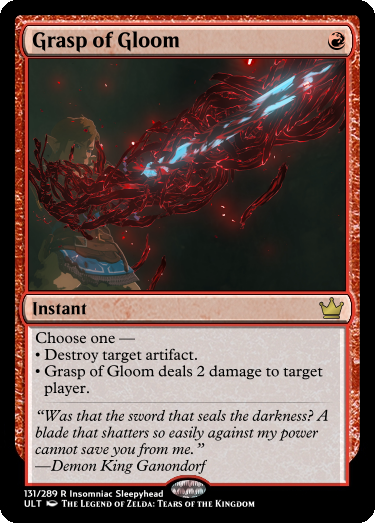 Grasp of Gloom
Instant
Choose one —
• Destroy target artifact.
• Grasp of Gloom deals 2 damage to target
player.
“Was that the sword that seals the darkness? A
blade that shatters so easily against my power
cannot save you from me.”
—Demon King Ganondorf
131/289 R Insomniac Sleepyhead
ULT The Legend of Zelda: Tears of the Kingdom